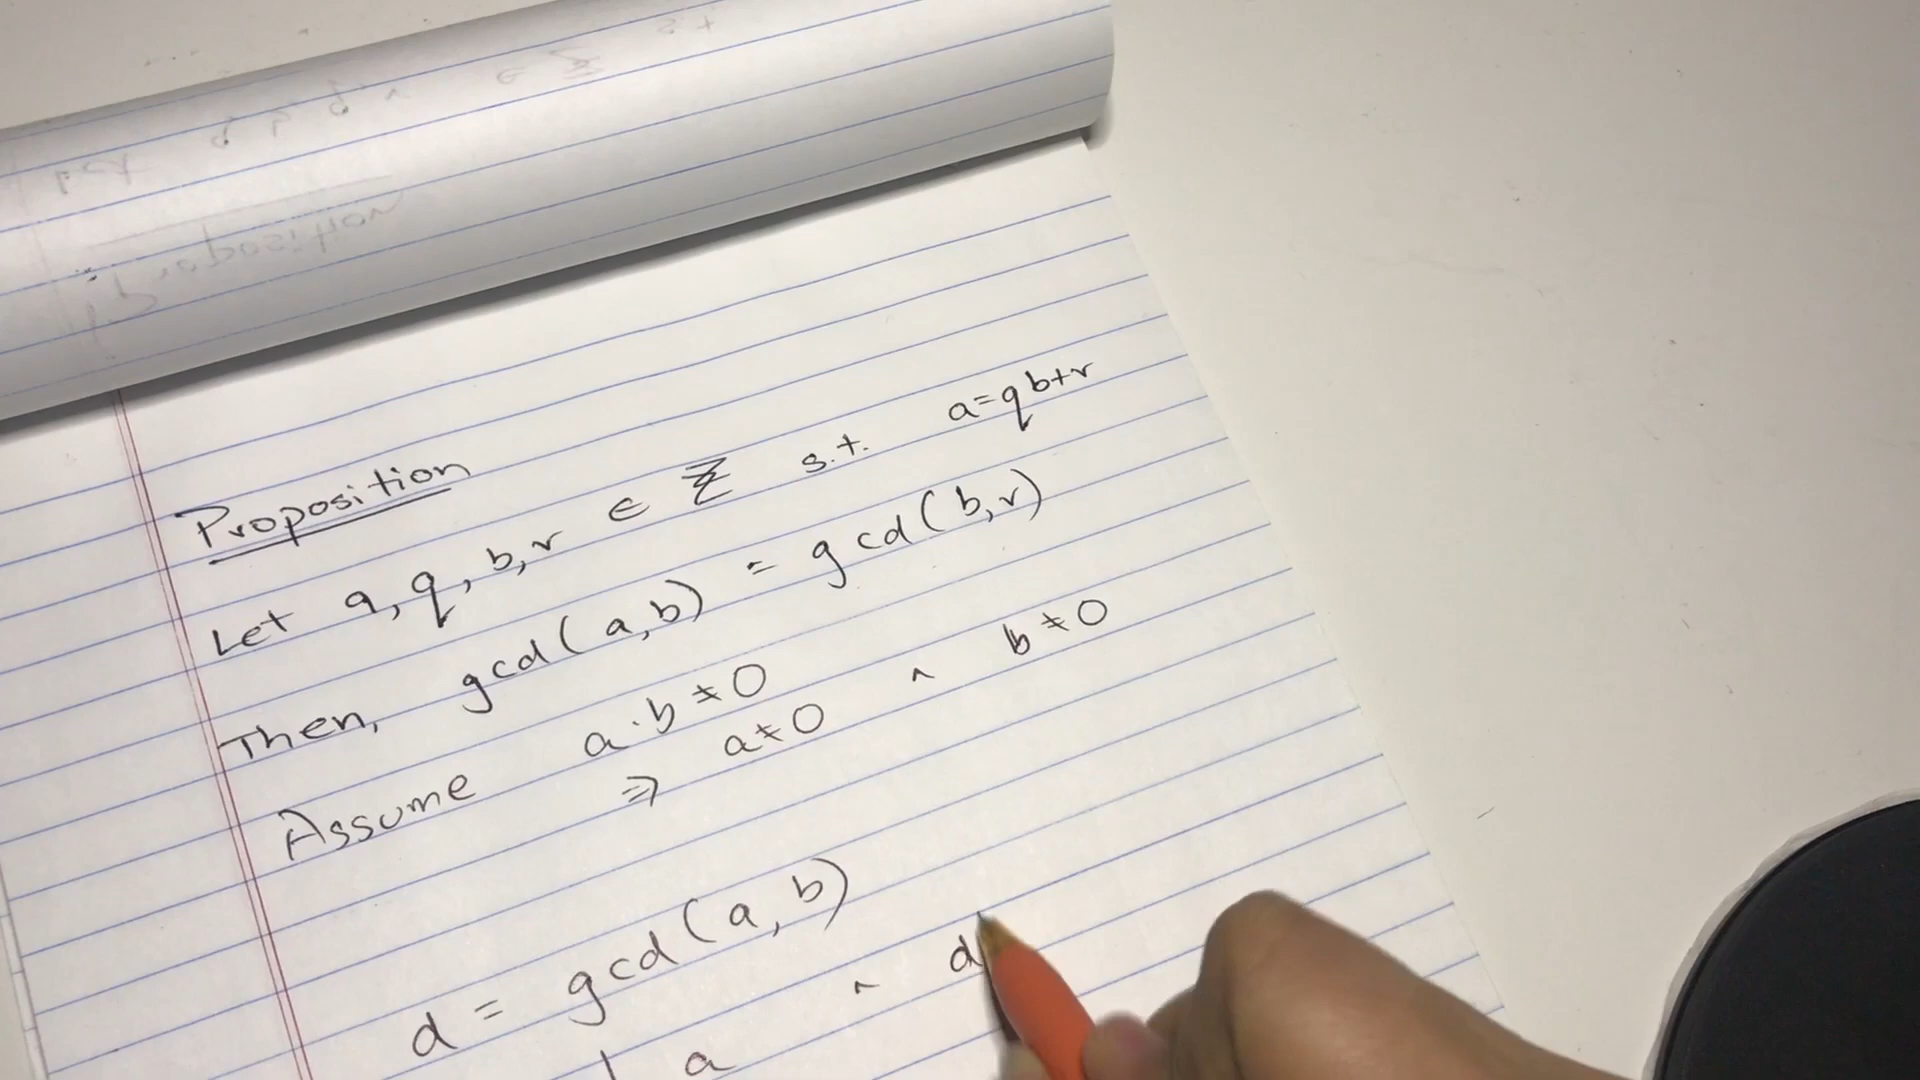 Proposition
Let a, q, b, r ∈ ℤ s.t. a=qb+r
Then, gcd(a,b) = gcd(b,r)
Assume a·b≠0
⇒ a≠0 ^ b≠0
d = gcd(a,b)
| a ^ d